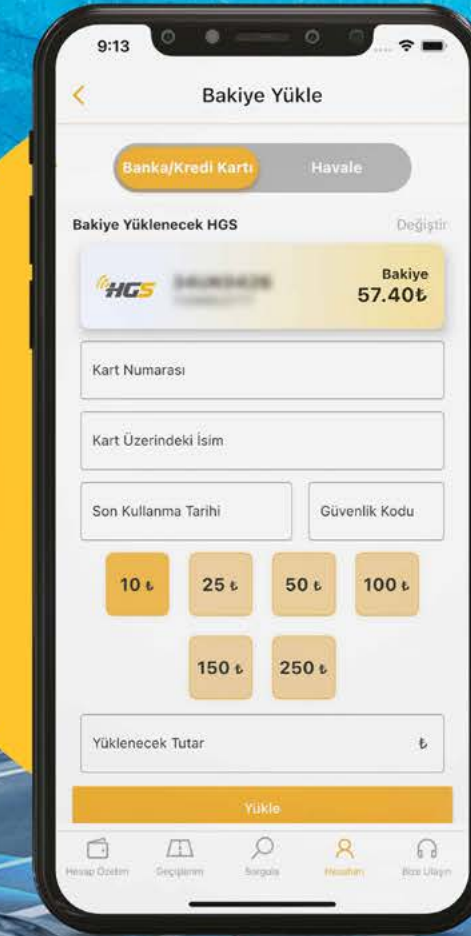 9:13
Bakiye Yükle
Banka/Kredi Kartı Havale
Bakiye Yüklenecek HGS Değiştir
HGS
Bakiye
57.40₺
Kart Numarası
Kart Üzerindeki İsim
Son Kullanma Tarihi Güvenlik Kodu
10 ₺ 25 ₺ 50 ₺ 100 ₺
150 ₺ 250 ₺
Yüklenecek Tutar ₺
Yükle
Hesap Özetim Geçişlerim Sorgula Hesabım Bize Ulaşın